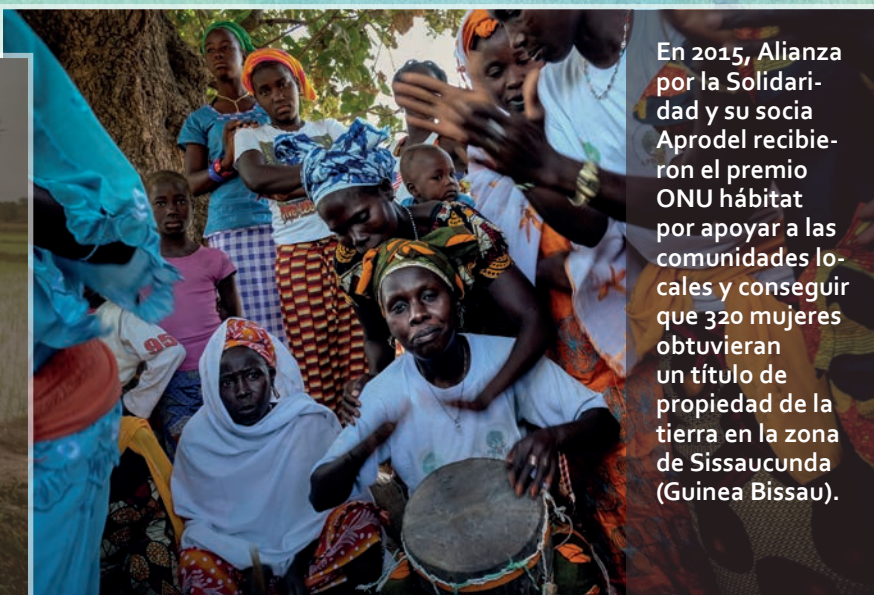 En 2015, Alianza
por la Solidari-
dad y su socia
Aprodel recibie-
ron el premio
ONU hábitat
por apoyar a las
comunidades lo-
cales y conseguir
que 320 mujeres
obtuvieran
un título de
propiedad de la
tierra en la zona
de Sissaucunda
(Guinea Bissau).
95